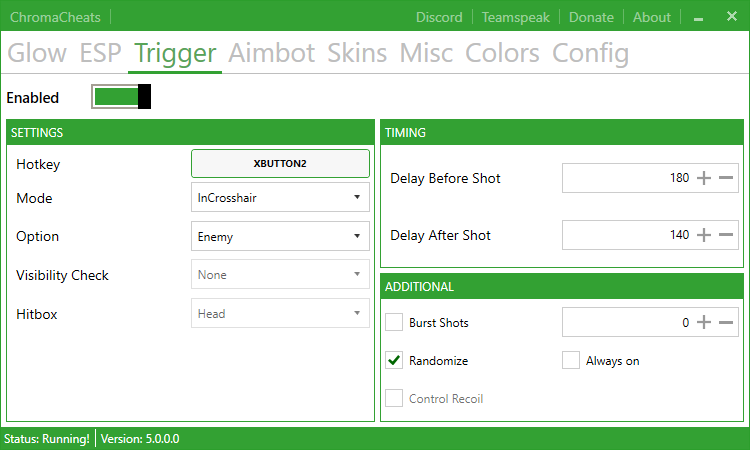 ChromaCheats Discord Teamspeak Donate About
Glow ESP Trigger Aimbot Skins Misc Colors Config
Enabled
SETTINGS
Hotkey XBUTTON2
Mode InCrosshair
Option Enemy
Visibility Check None
Hitbox Head
TIMING
Delay Before Shot 180
Delay After Shot 140
ADDITIONAL
Burst Shots 0
Randomize Always on
Control Recoil
Status: Running! Version: 5.0.0.0